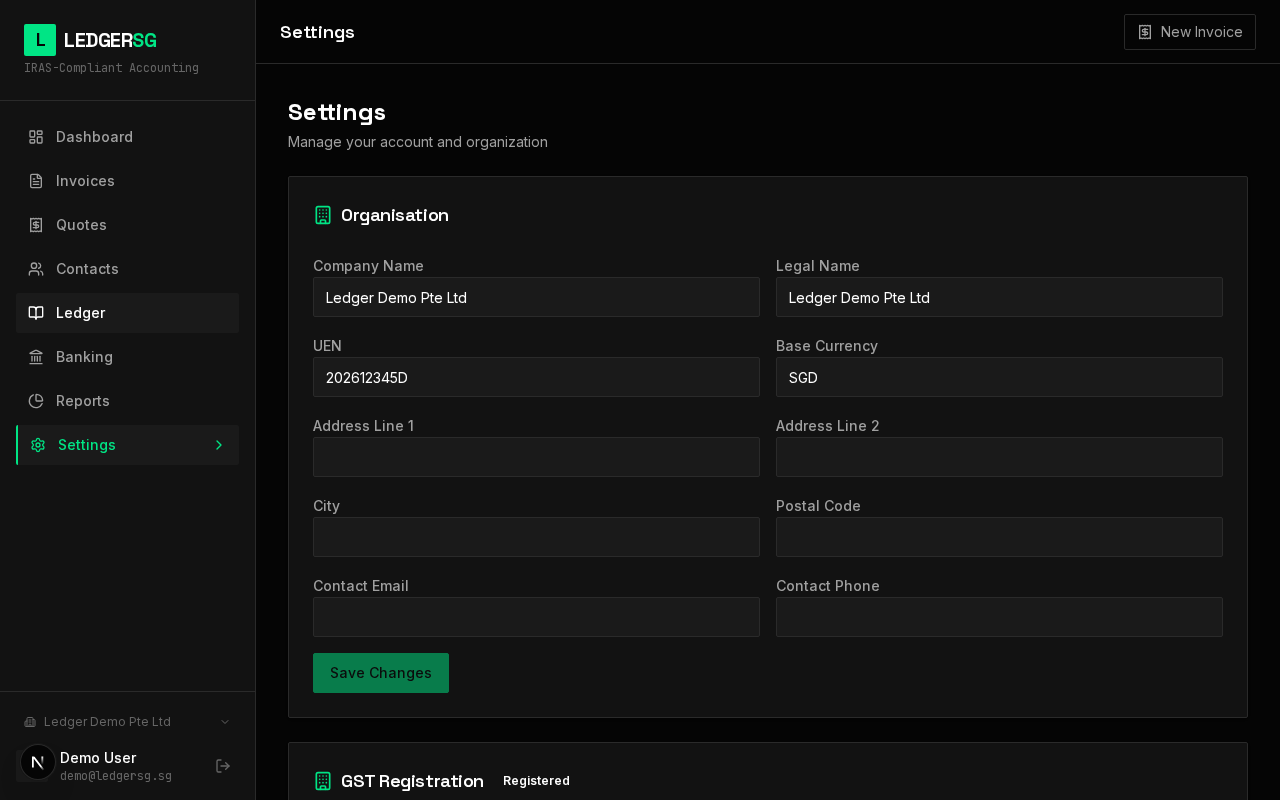 L LEDGERSG
IRAS-Compliant Accounting
Dashboard
Invoices
Quotes
Contacts
Ledger
Banking
Reports
Settings
Ledger Demo Pte Ltd
N
Demo User
demo@ledgersg.sg
Settings
New Invoice
Settings
Manage your account and organization
Organisation
Company Name
Ledger Demo Pte Ltd
Legal Name
Ledger Demo Pte Ltd
UEN
202612345D
Base Currency
SGD
Address Line 1
Address Line 2
City
Postal Code
Contact Email
Contact Phone
Save Changes
GST Registration Registered